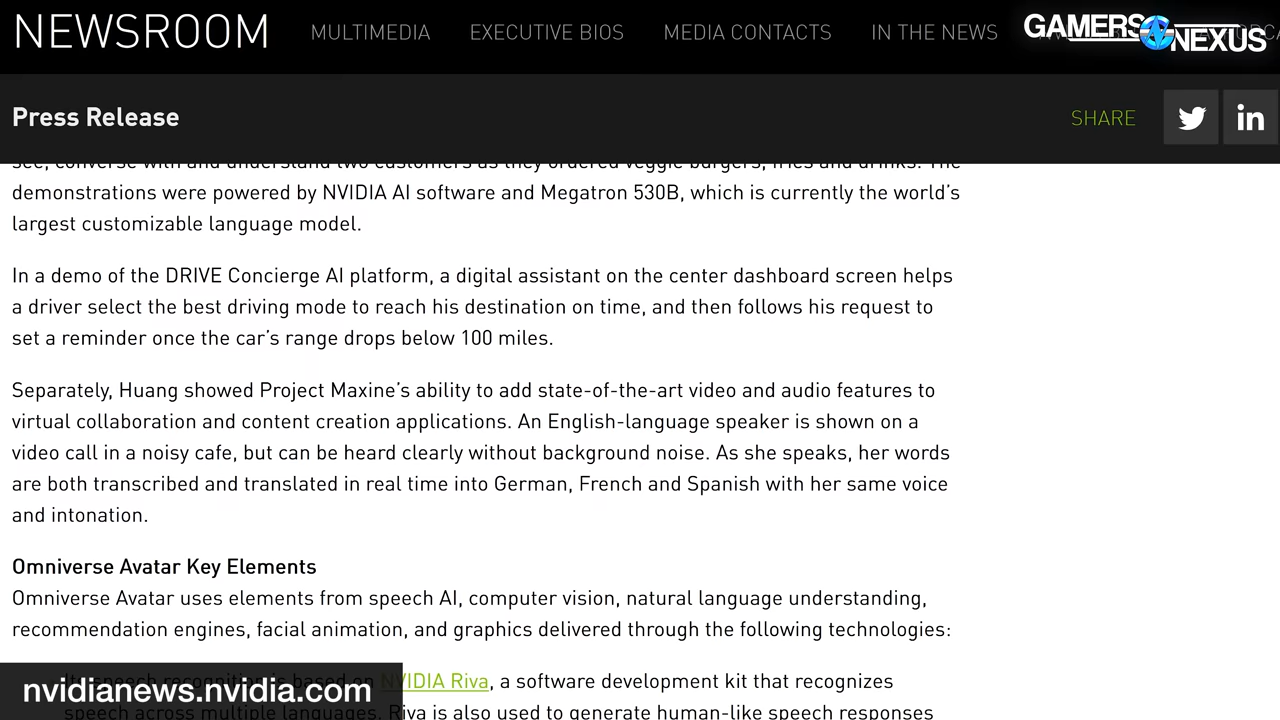 NEWSROOM MULTIMEDIA EXECUTIVE BIOS MEDIA CONTACTS IN THE NEWS
GAMERS NEXUS
Press Release SHARE
see, converse with and understand two customers as they ordered veggie burgers, fries and drinks. The
demonstrations were powered by NVIDIA AI software and Megatron 530B, which is currently the world’s
largest customizable language model.
In a demo of the DRIVE Concierge AI platform, a digital assistant on the center dashboard screen helps
a driver select the best driving mode to reach his destination on time, and then follows his request to
set a reminder once the car’s range drops below 100 miles.
Separately, Huang showed Project Maxine’s ability to add state-of-the-art video and audio features to
virtual collaboration and content creation applications. An English-language speaker is shown on a
video call in a noisy cafe, but can be heard clearly without background noise. As she speaks, her words
are both transcribed and translated in real time into German, French and Spanish with her same voice
and intonation.
Omniverse Avatar Key Elements
Omniverse Avatar uses elements from speech AI, computer vision, natural language understanding,
recommendation engines, facial animation, and graphics delivered through the following technologies:
Its speech recognition is based on NVIDIA Riva, a software development kit that recognizes
speech across multiple languages. Riva is also used to generate human-like speech responses
nvidianews.nvidia.com